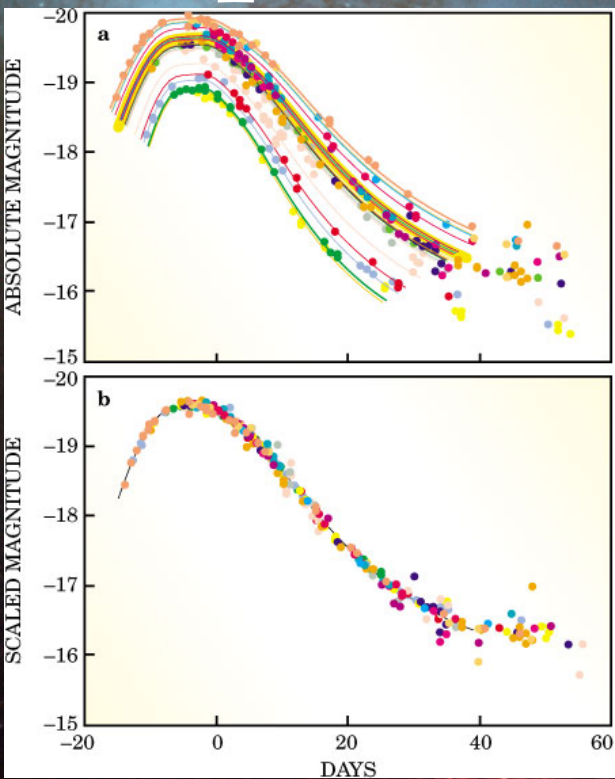 –20
a
–19
–18
–17
–16
–15
ABSOLUTE MAGNITUDE
–20
b
–19
–18
–17
–16
–15
SCALED MAGNITUDE
–20 0 20 40 60
DAYS